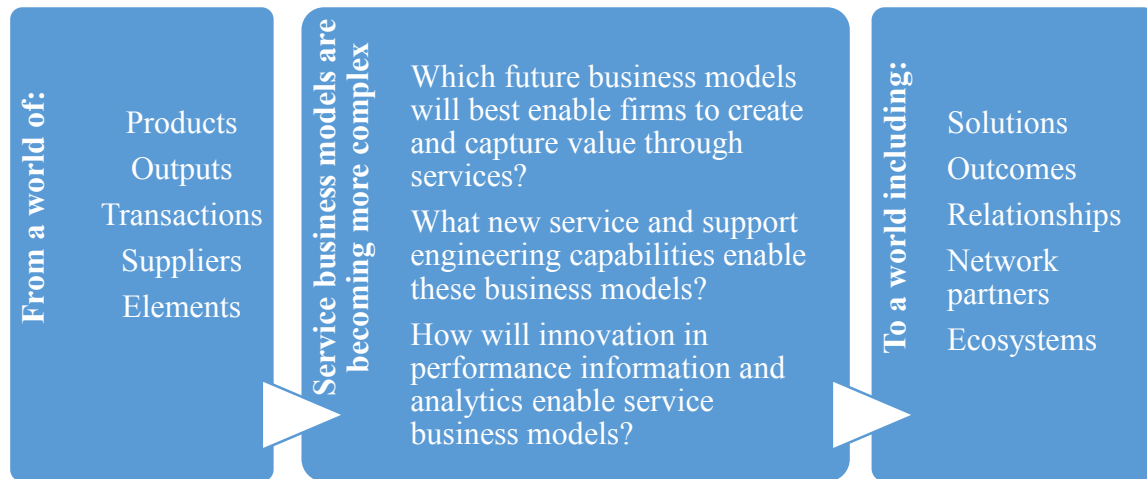 From a world of:
Products
Outputs
Transactions
Suppliers
Elements
Service business models are
becoming more complex
Which future business models
will best enable firms to create
and capture value through
services?
What new service and support
engineering capabilities enable
these business models?
How will innovation in
performance information and
analytics enable service
business models?
To a world including:
Solutions
Outcomes
Relationships
Network
partners
Ecosystems